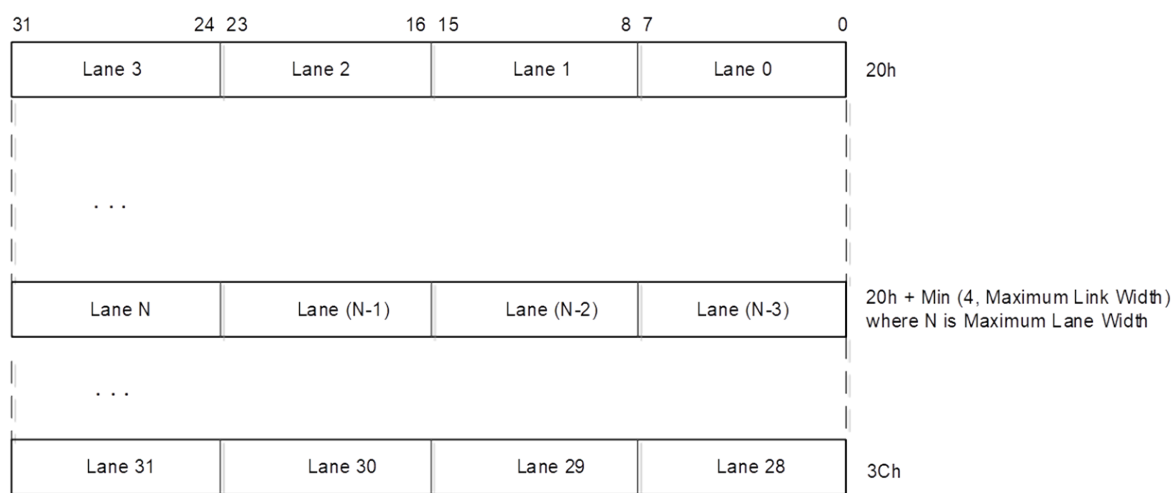 31 24 23 16 15 8 7 0
Lane 3 Lane 2 Lane 1 Lane 0 20h
. . .
Lane N Lane (N-1) Lane (N-2) Lane (N-3) 20h + Min (4, Maximum Link Width)
where N is Maximum Lane Width
. . .
Lane 31 Lane 30 Lane 29 Lane 28 3Ch